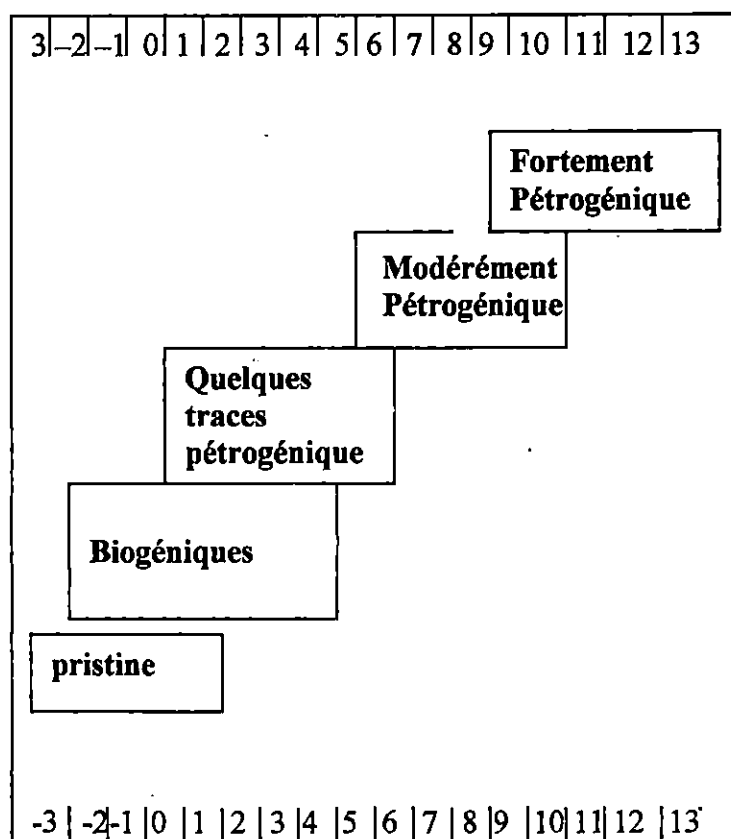 3|–2|–1| 0| 1 | 2 | 3 | 4 | 5 | 6 | 7 | 8 | 9 | 10 | 11 | 12 | 13
Fortement
Pétrogénique
Modérément
Pétrogénique
Quelques
traces
pétrogénique
Biogéniques
pristine
-3 | -2|-1 |0 | 1 | 2 | 3 | 4 | 5 | 6 | 7 | 8 | 9 | 10| 11| 12 | 13